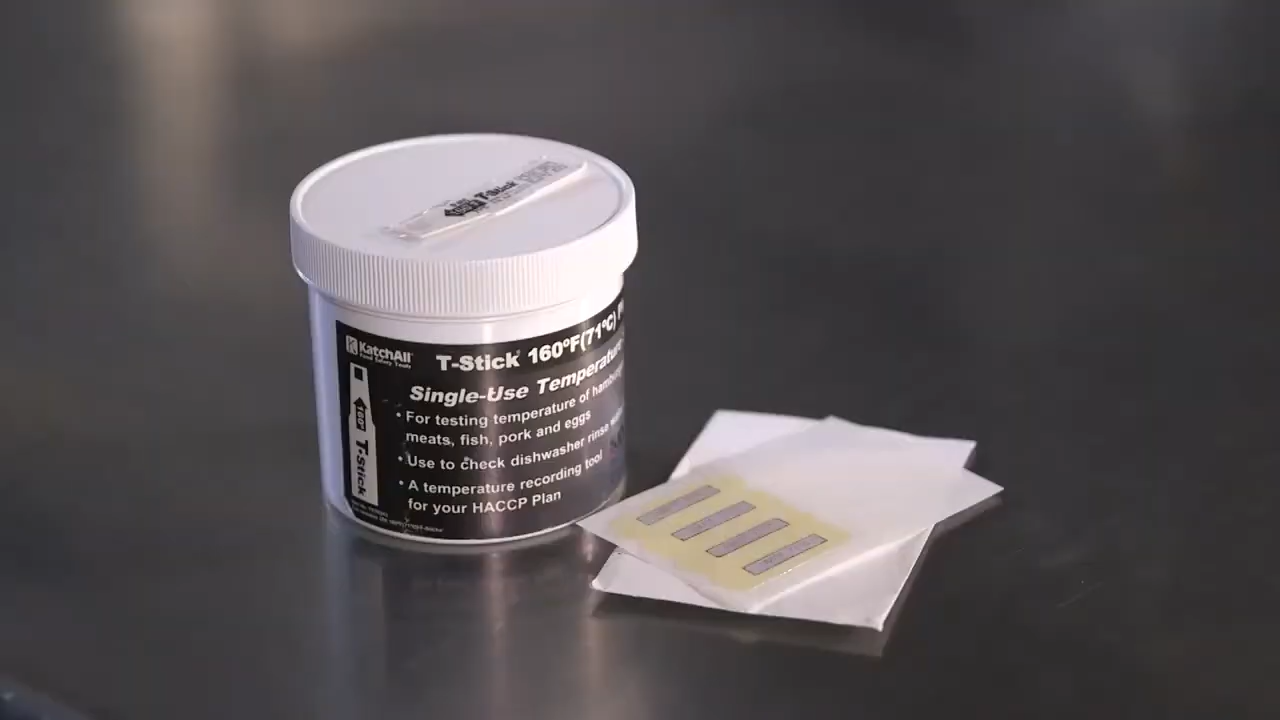 T-Stick
KatchAll
Food Safety Tools
T-Stick 160°F(71°C)
Single-Use Temperature
• For testing temperature of
meats, fish, pork and eggs
• Use to check dishwasher rinse
• A temperature recording tool
for your HACCP Plan
160°
T-Stick